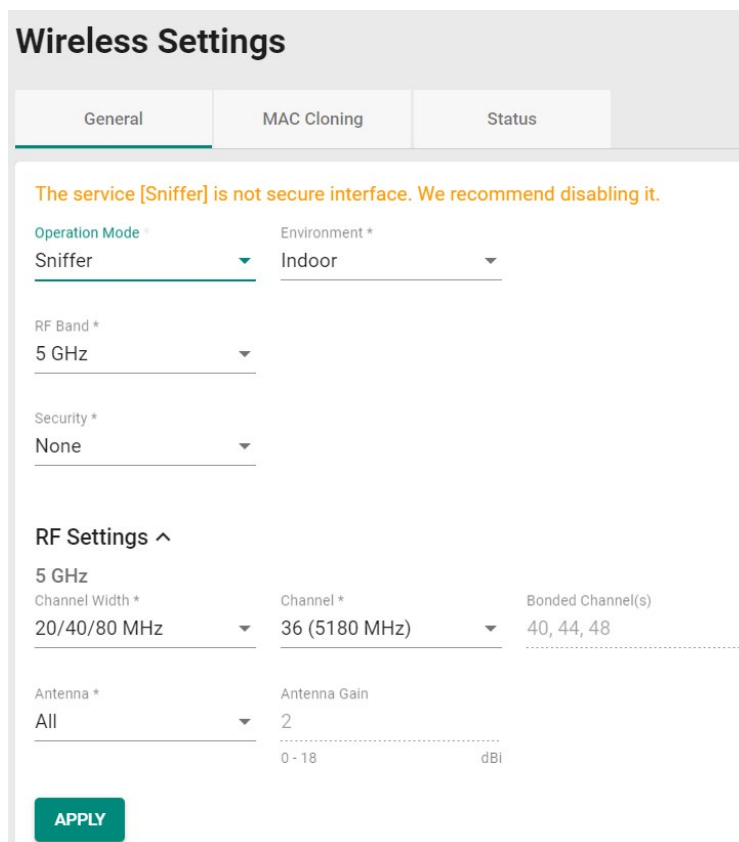 Wireless Settings
General MAC Cloning Status
The service [Sniffer] is not secure interface. We recommend disabling it.
Operation Mode * Environment *
Sniffer Indoor
RF Band *
5 GHz
Security *
None
RF Settings
5 GHz
Channel Width * Channel * Bonded Channel(s)
20/40/80 MHz 36 (5180 MHz) 40, 44, 48
Antenna * Antenna Gain
All 2
0 - 18 dBi
APPLY